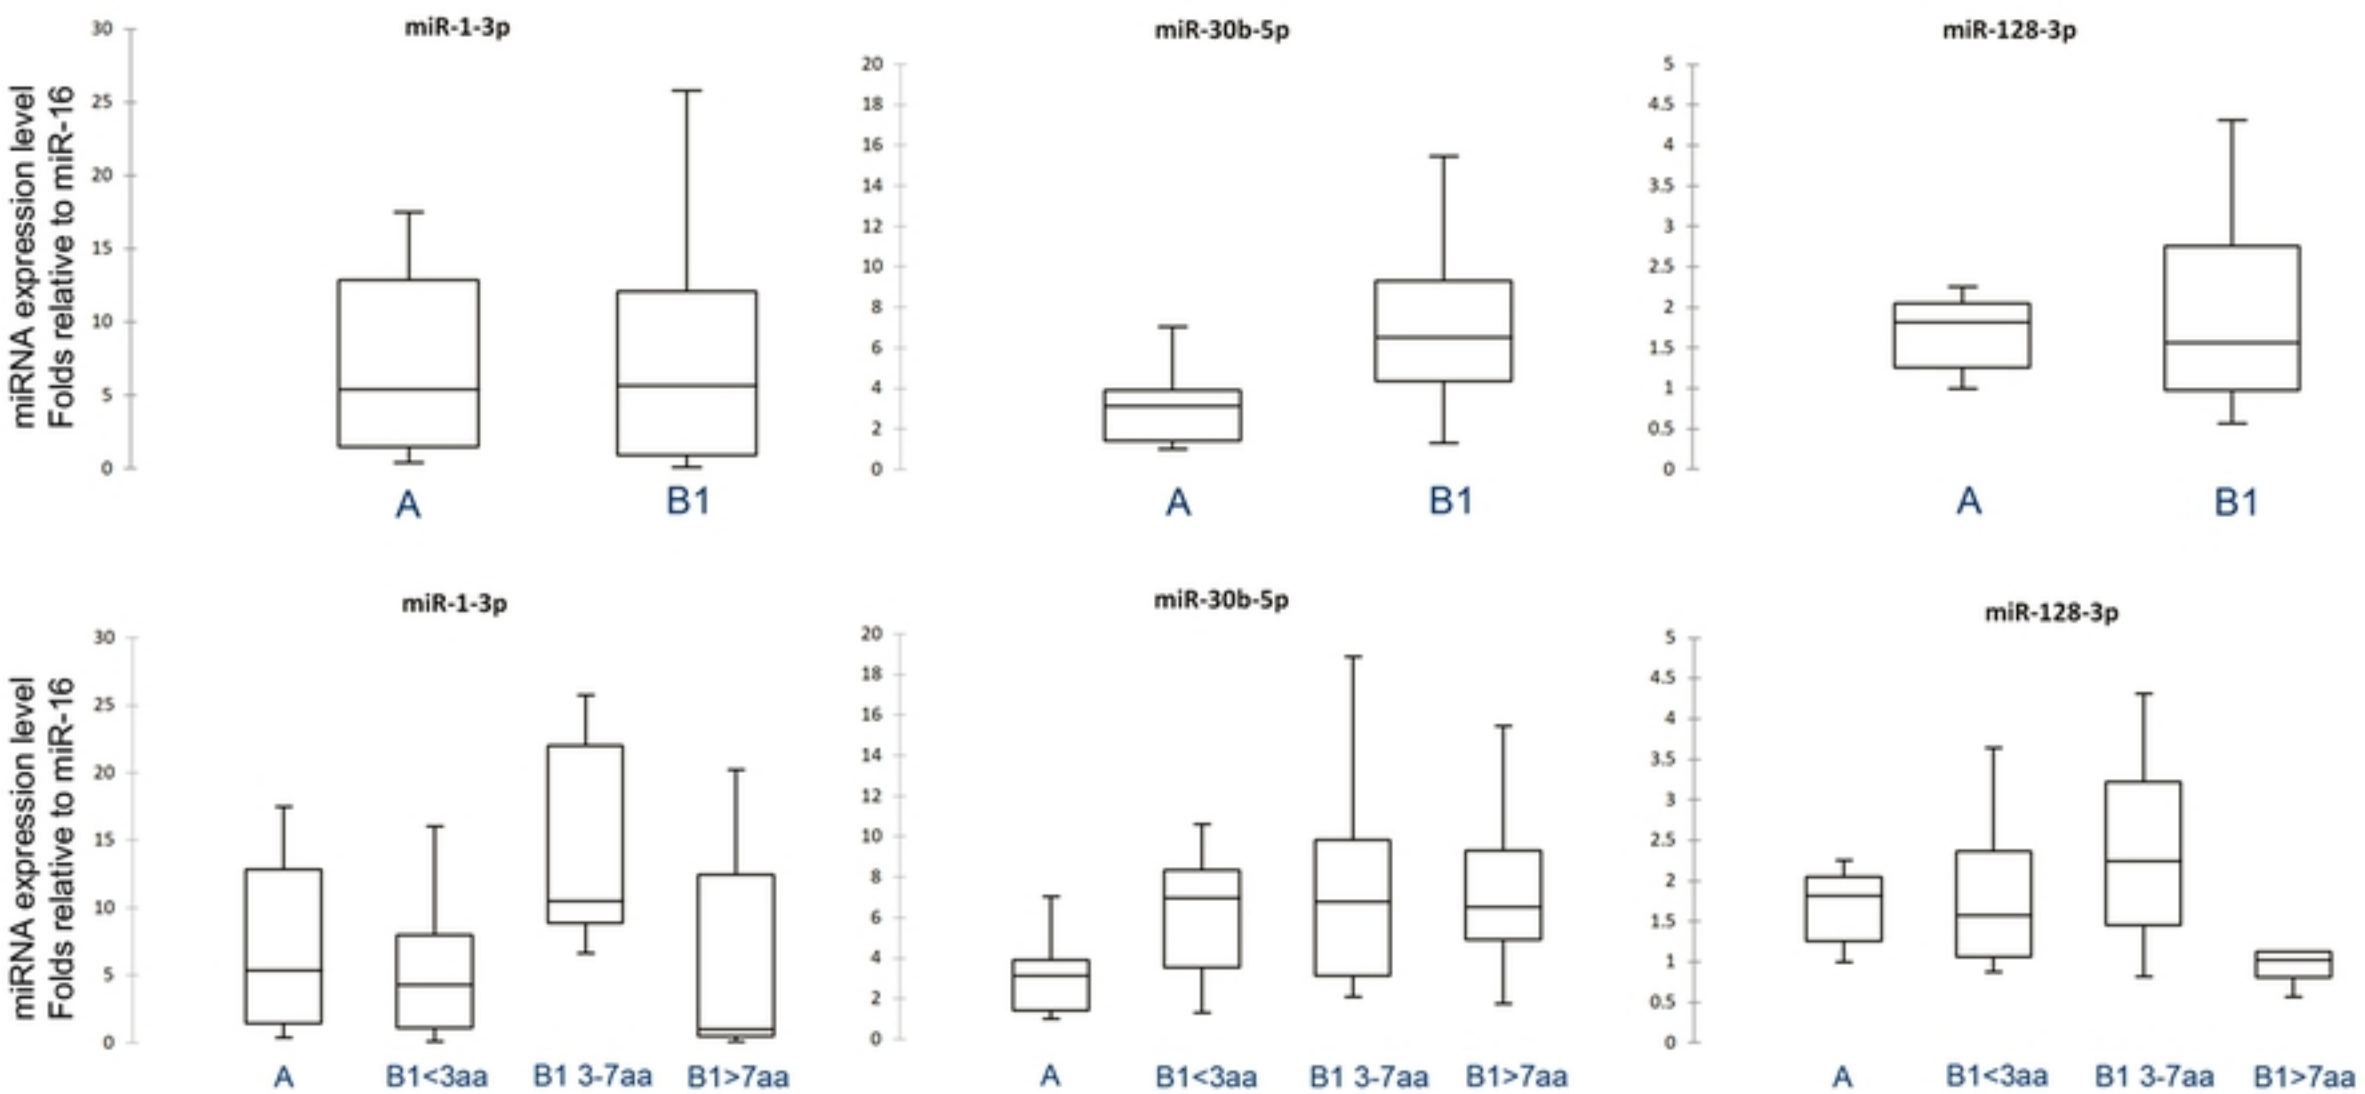 miR-1-3p
miRNA expression level
Folds relative to miR-16
30
25
20
15
10
5
0
A
B1
miR-30b-5p
20
18
16
14
12
10
8
6
4
2
0
A
B1
miR-128-3p
5
4.5
4
3.5
3
2.5
2
1.5
1
0.5
0
A
B1
miR-1-3p
miRNA expression level
Folds relative to miR-16
30
25
20
15
10
5
0
A
B1<3aa
B1 3-7aa
B1>7aa
miR-30b-5p
20
18
16
14
12
10
8
6
4
2
0
A
B1<3aa
B1 3-7aa
B1>7aa
miR-128-3p
5
4.5
4
3.5
3
2.5
2
1.5
1
0.5
0
A
B1<3aa
B1 3-7aa
B1>7aa